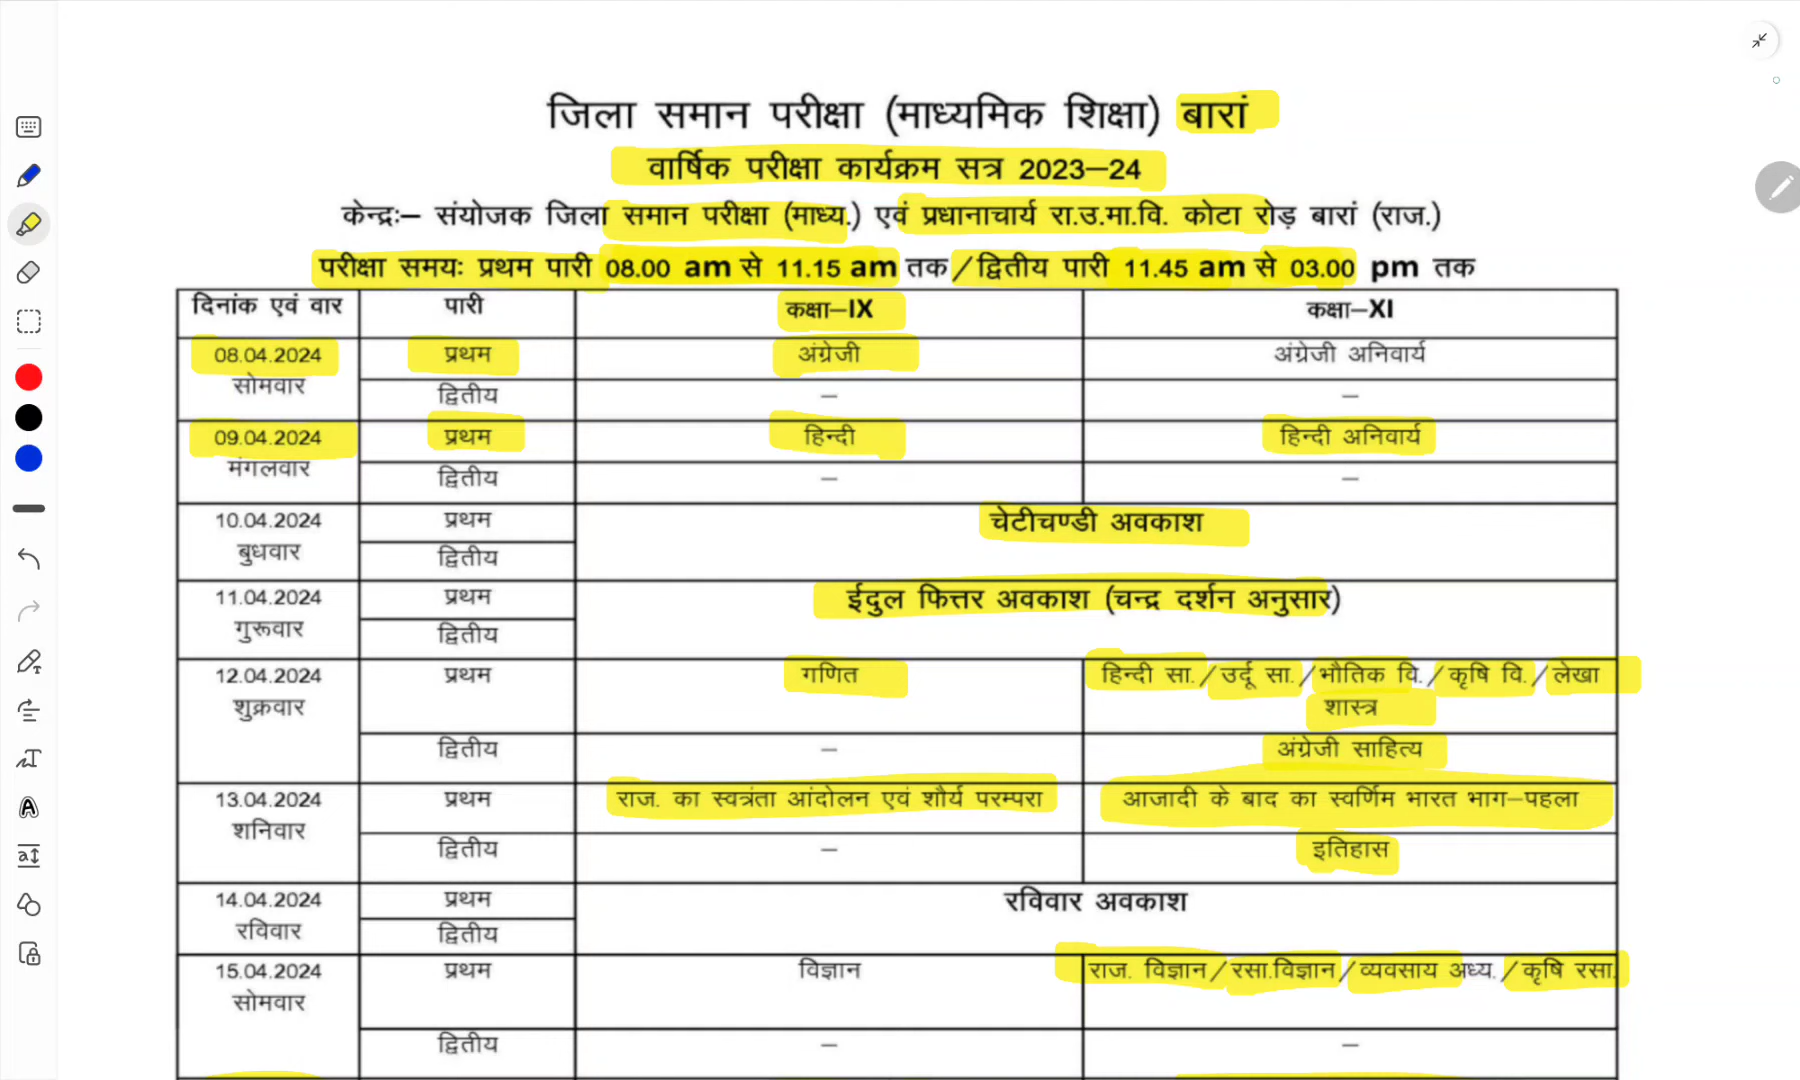 जिला समान परीक्षा (माध्यमिक शिक्षा) बारां
वार्षिक परीक्षा कार्यक्रम सत्र 2023–24
केन्द्रः– संयोजक जिला समान परीक्षा (माध्य.) एवं प्रधानाचार्य रा.उ.मा.वि. कोटा रोड़ बारां (राज.)
परीक्षा समयः प्रथम पारी 08.00 am से 11.15 am तक / द्वितीय पारी 11.45 am से 03.00 pm तक
दिनांक एवं वार पारी कक्षा–IX कक्षा–XI
08.04.2024 प्रथम अंग्रेजी अंग्रेजी अनिवार्य
सोमवार द्वितीय – –
09.04.2024 प्रथम हिन्दी हिन्दी अनिवार्य
मंगलवार द्वितीय – –
10.04.2024 प्रथम चेटीचण्डी अवकाश
बुधवार द्वितीय
11.04.2024 प्रथम ईदुल फित्तर अवकाश (चन्द्र दर्शन अनुसार)
गुरूवार द्वितीय
12.04.2024 प्रथम गणित हिन्दी सा./उर्दू सा./भौतिक वि./कृषि वि./लेखा
शुक्रवार शास्त्र
द्वितीय – अंग्रेजी साहित्य
13.04.2024 प्रथम राज. का स्वत्रंता आंदोलन एवं शौर्य परम्परा आजादी के बाद का स्वर्णिम भारत भाग–पहला
शनिवार द्वितीय – इतिहास
14.04.2024 प्रथम रविवार अवकाश
रविवार द्वितीय
15.04.2024 प्रथम विज्ञान राज. विज्ञान/रसा.विज्ञान/व्यवसाय अध्य./कृषि रसा.
सोमवार
द्वितीय – –